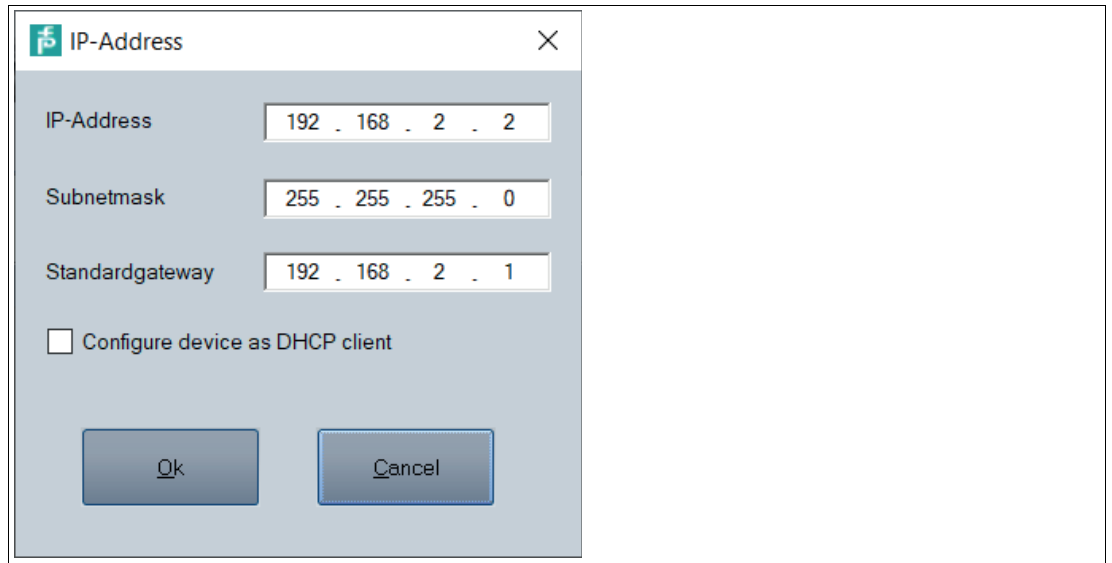 IP-Address
IP-Address 192 . 168 . 2 . 2
Subnetmask 255 . 255 . 255 . 0
Standardgateway 192 . 168 . 2 . 1
Configure device as DHCP client
Ok Cancel